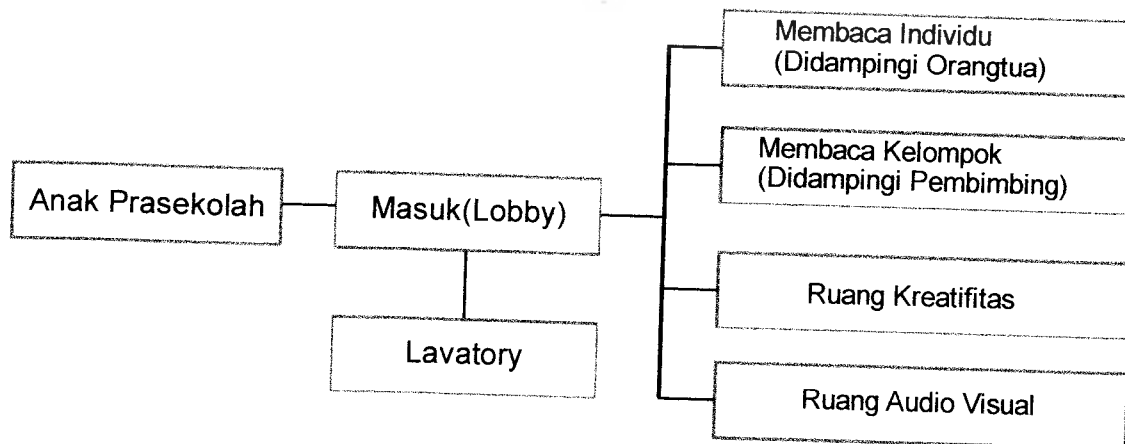 Membaca Individu
(Didampingi Orangtua)
Membaca Kelompok
(Didampingi Pembimbing)
Anak Prasekolah
Masuk(Lobby)
Ruang Kreatifitas
Lavatory
Ruang Audio Visual